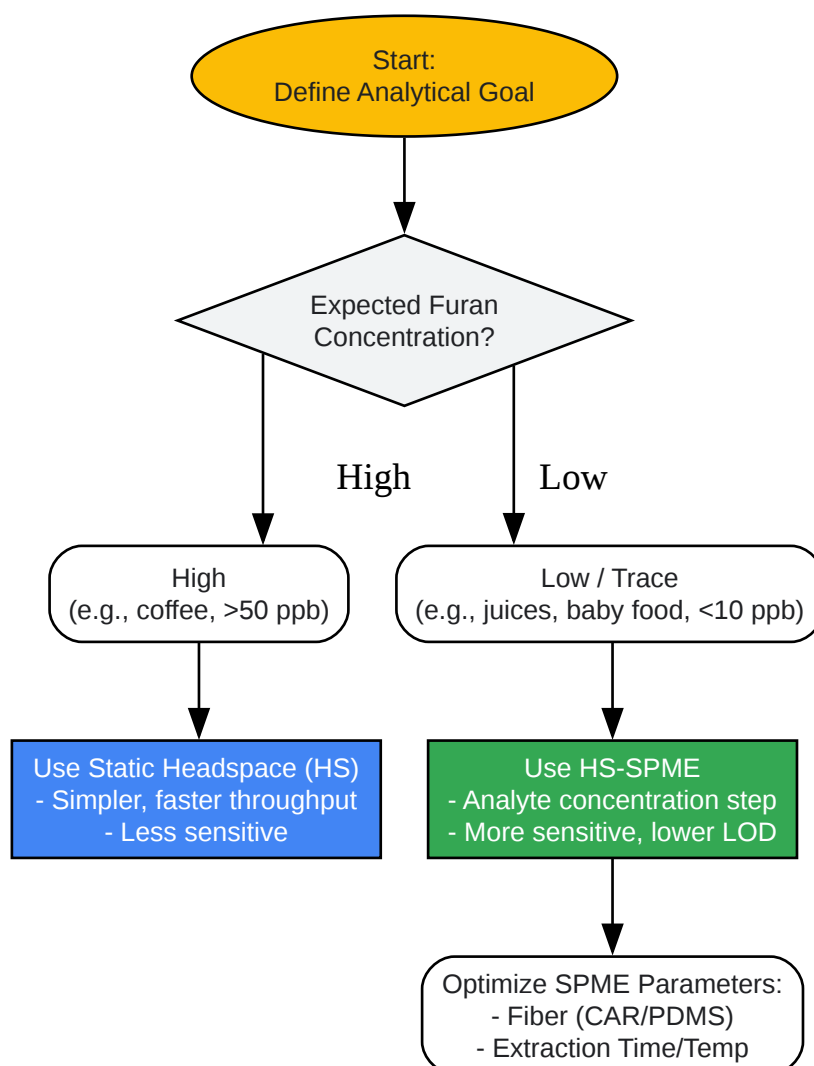 Start:
Define Analytical Goal
Expected Furan
Concentration?
High
Low
High
(e.g., coffee, >50 ppb)
Low / Trace
(e.g., juices, baby food, <10 ppb)
Use Static Headspace (HS)
- Simpler, faster throughput
- Less sensitive
Use HS-SPME
- Analyte concentration step
- More sensitive, lower LOD
Optimize SPME Parameters:
- Fiber (CAR/PDMS)
- Extraction Time/Temp